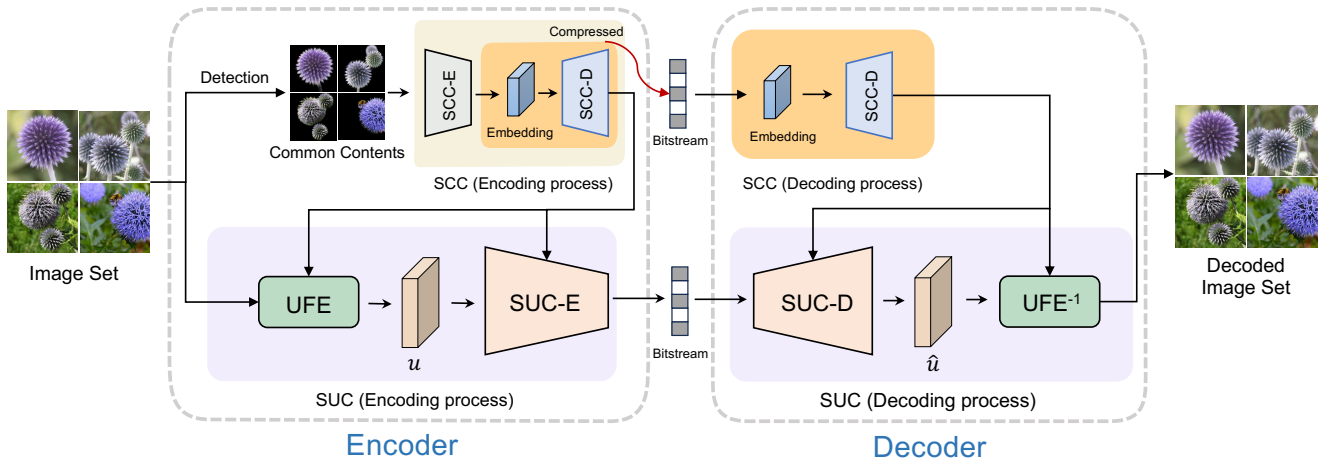 Compressed
Detection
SCC-E
SCC-D
Embedding
Common Contents
SCC (Encoding process)
Bitstream
Embedding
SCC-D
SCC (Decoding process)
Image Set
UFE
u
SUC-E
SUC (Encoding process)
Bitstream
SUC-D
û
UFE⁻¹
SUC (Decoding process)
Decoded
Image Set
Encoder
Decoder